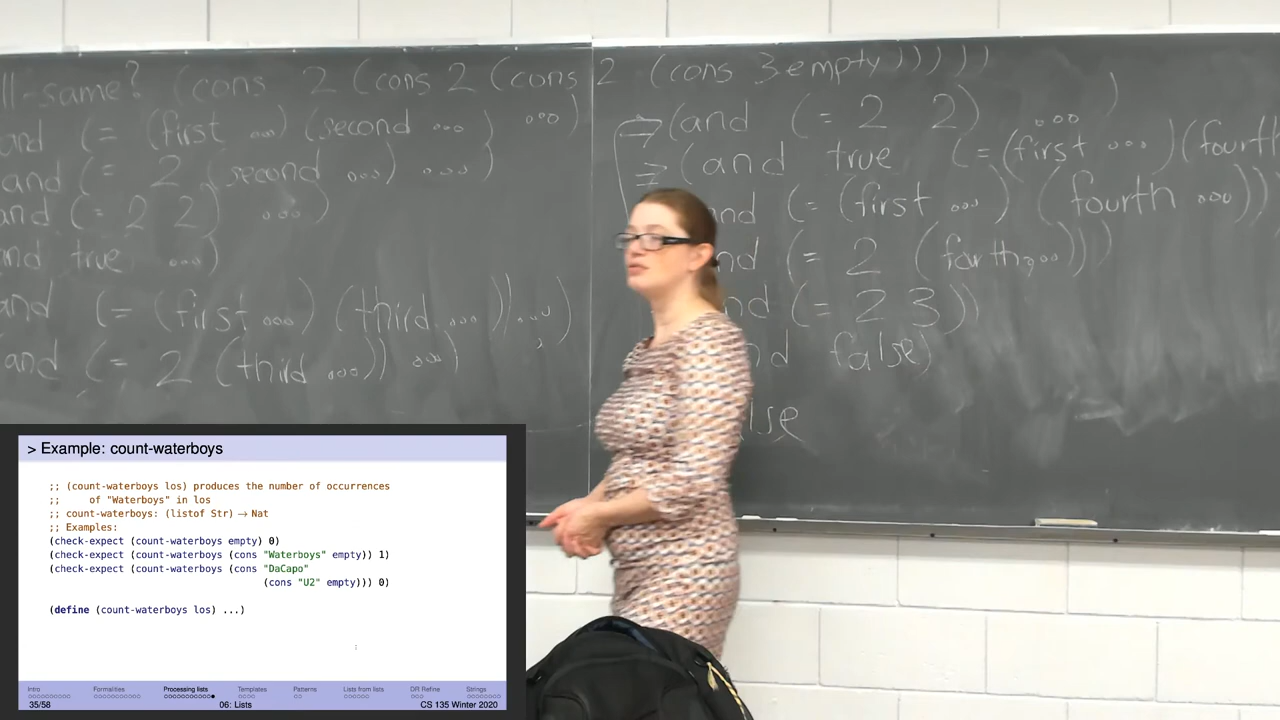 ll-same? (cons 2 (cons 2 (cons 2 (cons 3 empty)))))
and (= (first ...) (second ...) ...)
and (= 2 (second ...) ...)
and (= 2 2) ...)
and true ...)
and (= (first ...) (third ...)) ...)
(and (= 2 (third ...)) ...)
⇒ (and (= 2 2) ... )
⇒ (and true (= (first ...) (fourth
and (= (first ...) (fourth ...)))
nd (= 2 (forth ...)))
nd (= 2 3))
nd false)
lse
> Example: count-waterboys
;; (count-waterboys los) produces the number of occurrences
;; of "Waterboys" in los
;; count-waterboys: (listof Str) → Nat
;; Examples:
(check-expect (count-waterboys empty) 0)
(check-expect (count-waterboys (cons "Waterboys" empty)) 1)
(check-expect (count-waterboys (cons "DaCapo"
(cons "U2" empty))) 0)
(define (count-waterboys los) ...)
Intro Formalities Processing lists Templates Patterns Lists from lists DR Refine Strings
35/58 06: Lists CS 135 Winter 2020